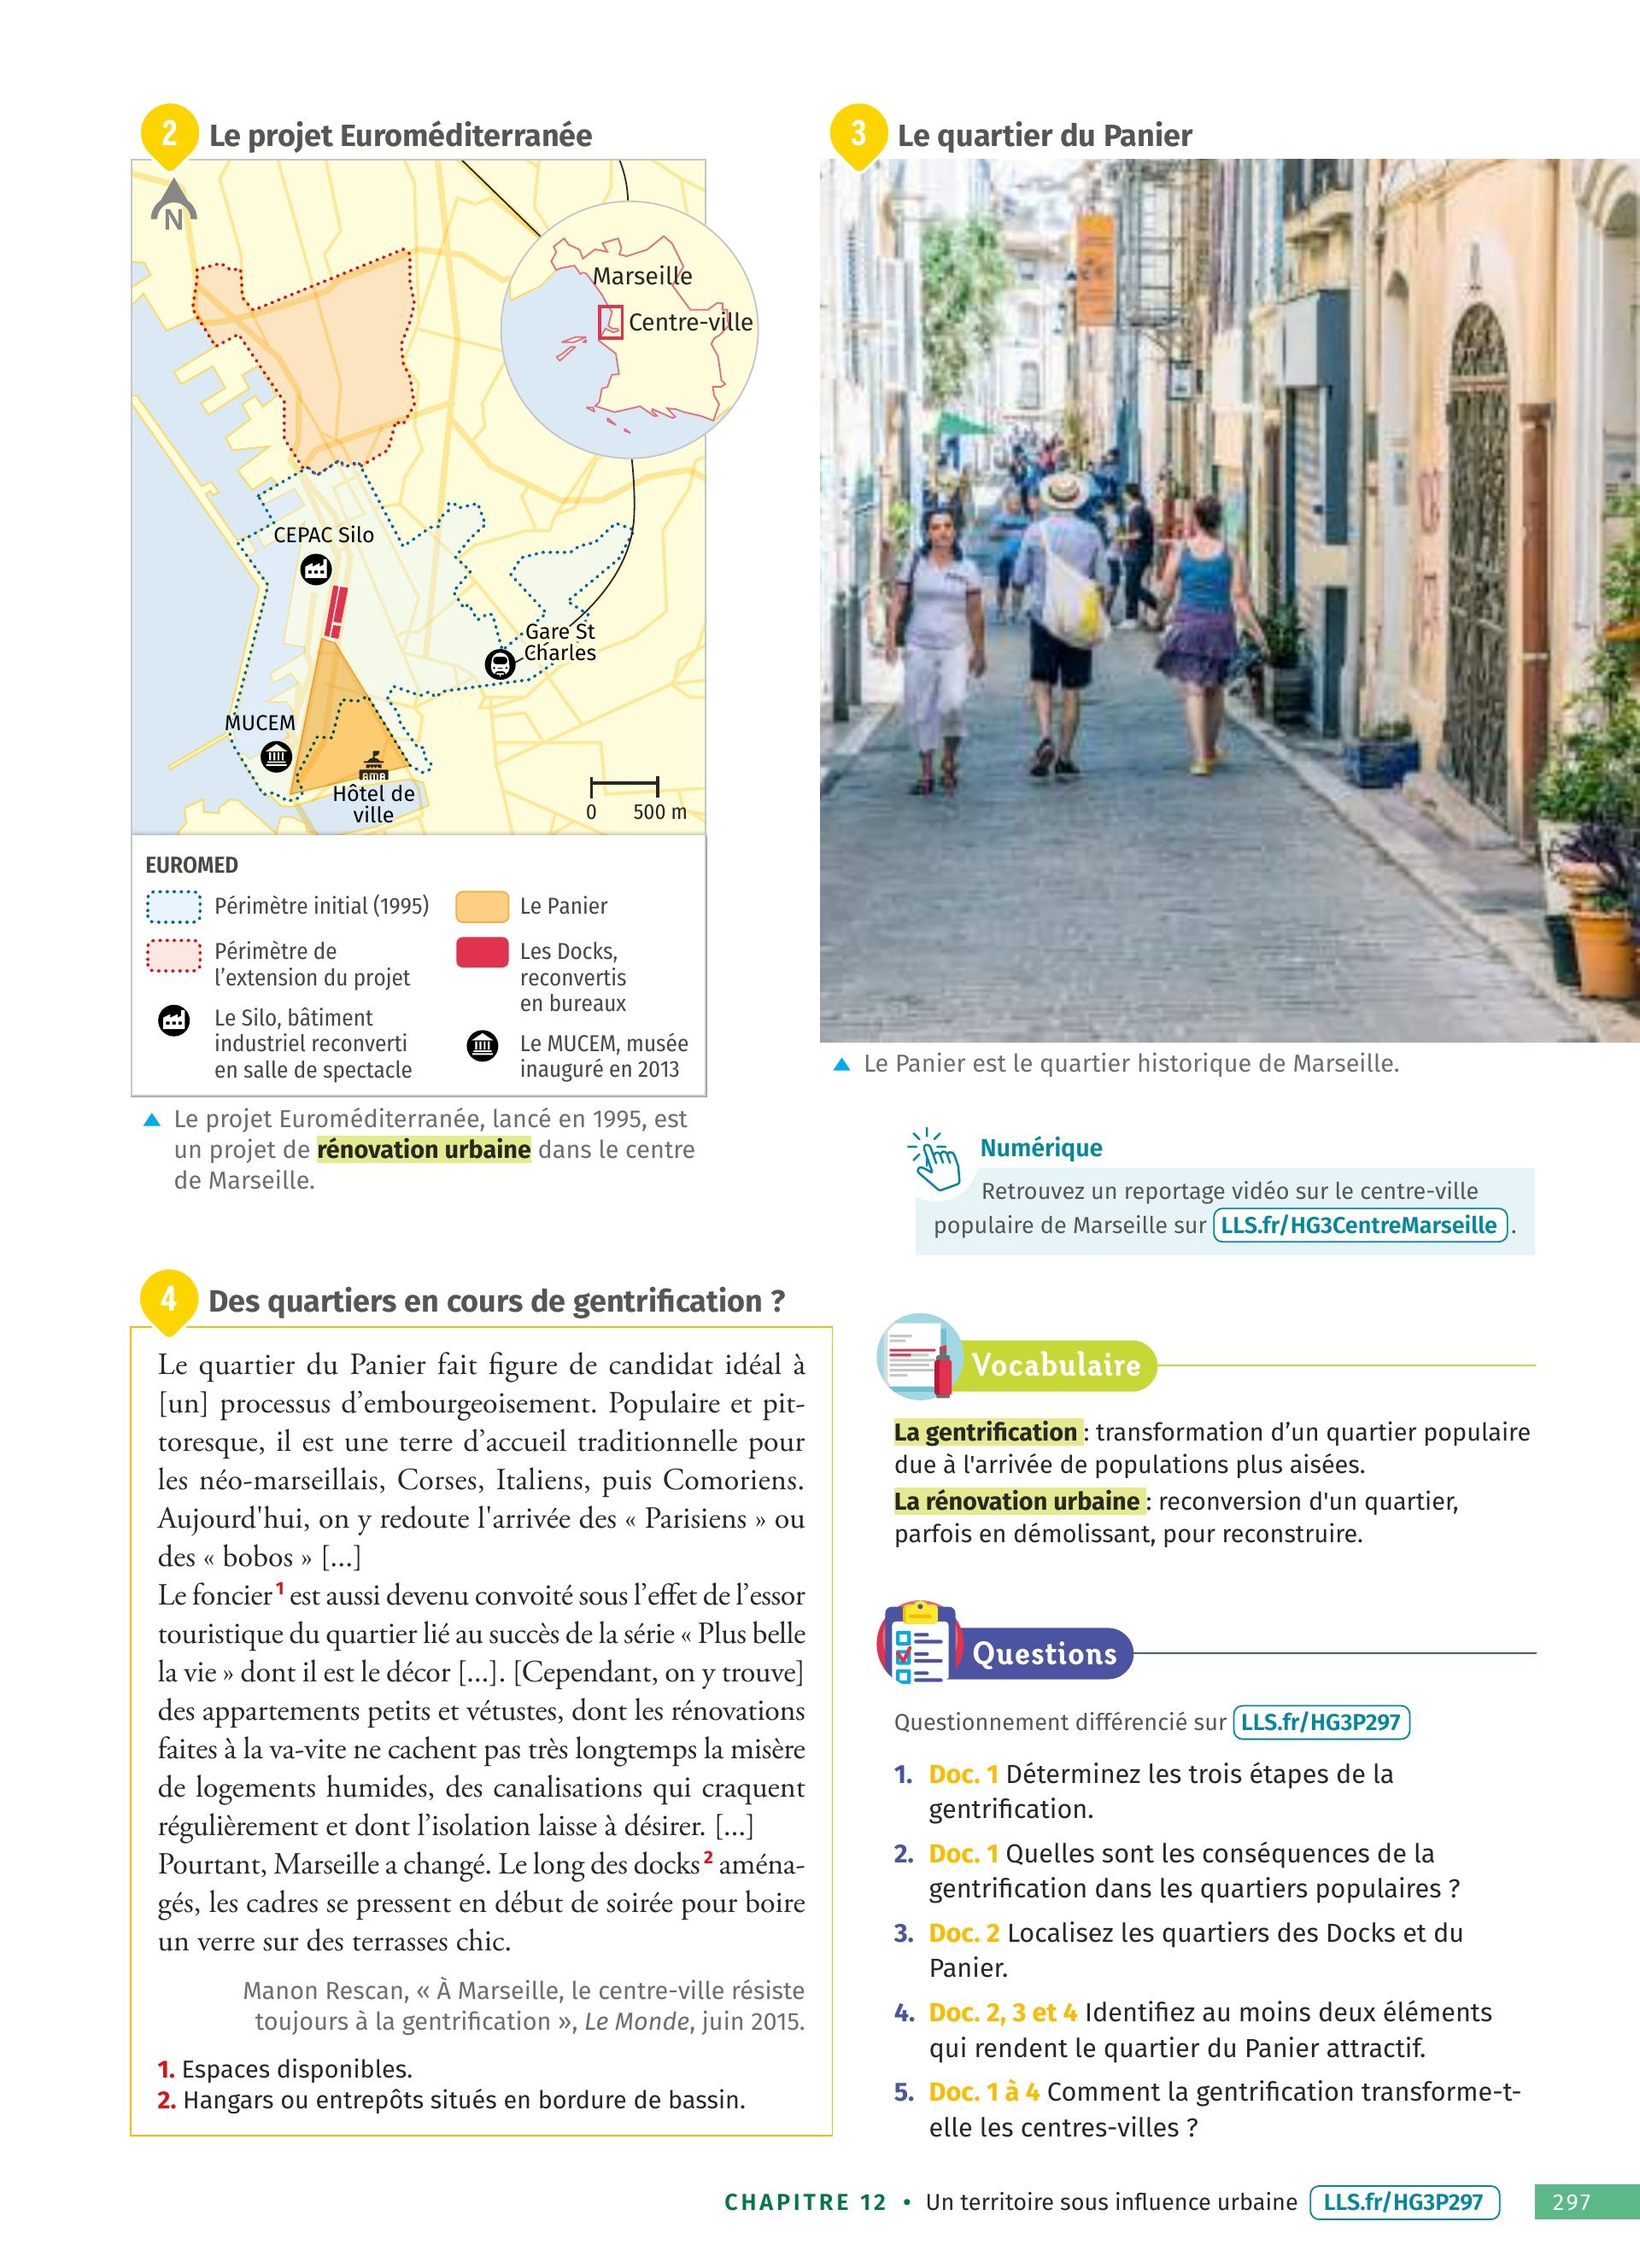 2 Le projet Euroméditerranée
N
Marseille
Centre-ville
CEPAC Silo
Gare St
Charles
MUCEM
Hôtel de
ville
0 500 m
EUROMED
Périmètre initial (1995)
Périmètre de
l'extension du projet
Le Silo, bâtiment
industriel reconverti
en salle de spectacle
Le Panier
Les Docks,
reconvertis
en bureaux
Le MUCEM, musée
inauguré en 2013
Le projet Euroméditerranée, lancé en 1995, est
un projet de rénovation urbaine dans le centre
de Marseille.
3 Le quartier du Panier
Le Panier est le quartier historique de Marseille.
Numérique
Retrouvez un reportage vidéo sur le centre-ville
populaire de Marseille sur LLS.fr/HG3CentreMarseille .
4 Des quartiers en cours de gentrification ?
Le quartier du Panier fait figure de candidat idéal à
[un] processus d'embourgeoisement. Populaire et pit-
toresque, il est une terre d'accueil traditionnelle pour
les néo-marseillais, Corses, Italiens, puis Comoriens.
Aujourd'hui, on y redoute l'arrivée des « Parisiens » ou
des « bobos » [...]
Le foncier1 est aussi devenu convoité sous l'effet de l'essor
touristique du quartier lié au succès de la série « Plus belle
la vie » dont il est le décor [...]. [Cependant, on y trouve]
des appartements petits et vétustes, dont les rénovations
faites à la va-vite ne cachent pas très longtemps la misère
de logements humides, des canalisations qui craquent
régulièrement et dont l'isolation laisse à désirer. [...]
Pourtant, Marseille a changé. Le long des docks2 aména-
gés, les cadres se pressent en début de soirée pour boire
un verre sur des terrasses chic.
Manon Rescan, « À Marseille, le centre-ville résiste
toujours à la gentrification », Le Monde, juin 2015.
1. Espaces disponibles.
2. Hangars ou entrepôts situés en bordure de bassin.
Vocabulaire
La gentrification : transformation d'un quartier populaire
due à l'arrivée de populations plus aisées.
La rénovation urbaine : reconversion d'un quartier,
parfois en démolissant, pour reconstruire.
Questions
Questionnement différencié sur LLS.fr/HG3P297
1. Doc. 1 Déterminez les trois étapes de la
gentrification.
2. Doc. 1 Quelles sont les conséquences de la
gentrification dans les quartiers populaires ?
3. Doc. 2 Localisez les quartiers des Docks et du
Panier.
4. Doc. 2, 3 et 4 Identifiez au moins deux éléments
qui rendent le quartier du Panier attractif.
5. Doc. 1 à 4 Comment la gentrification transforme-t-
elle les centres-villes ?
CHAPITRE 12 • Un territoire sous influence urbaine LLS.fr/HG3P297 297